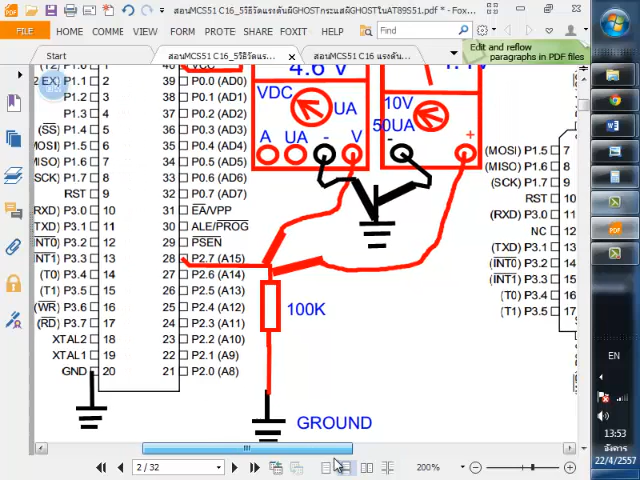 สอนMCS51 C16_5วิธีวัดแรงดันผีGHOSTกระแสผีGHOSTในAT89S51.pdf * - Fox...
FILE HOME COMME VIEW FORM PROTE SHARE HELP
Find
Edit and reflow
paragraphs in PDF files
Start
สอนMCS51 C16_5วิธีวัดแร...
สอนMCS51 C16 แรงดัน...
4.6 V
VDC
UA
A UA - V
10V
50UA
- +
P1.1 2
P1.2 3
P1.3 4
(SS) P1.4 5
MOSI) P1.5 6
MISO) P1.6 7
SCK) P1.7 8
RST 9
RXD) P3.0 10
TXD) P3.1 11
INT0) P3.2 12
INT1) P3.3 13
(T0) P3.4 14
(T1) P3.5 15
(WR) P3.6 16
(RD) P3.7 17
XTAL2 18
XTAL1 19
GND 20
39 P0.0 (AD0)
38 P0.1 (AD1)
37 P0.2 (AD2)
36 P0.3 (AD3)
35 P0.4 (AD4)
34 P0.5 (AD5)
33 P0.6 (AD6)
32 P0.7 (AD7)
31 EA/VPP
30 ALE/PROG
29 PSEN
28 P2.7 (A15)
27 P2.6 (A14)
26 P2.5 (A13)
25 P2.4 (A12)
24 P2.3 (A11)
23 P2.2 (A10)
22 P2.1 (A9)
21 P2.0 (A8)
100K
GROUND
(MOSI) P1.5 7
(MISO) P1.6 8
(SCK) P1.7 9
RST 10
(RXD) P3.0 11
NC 12
(TXD) P3.1 13
(INT0) P3.2 14
(INT1) P3.3 15
(T0) P3.4 16
(T1) P3.5 17
2 / 32
200%
EN
13:53
อังคาร
22/4/2557